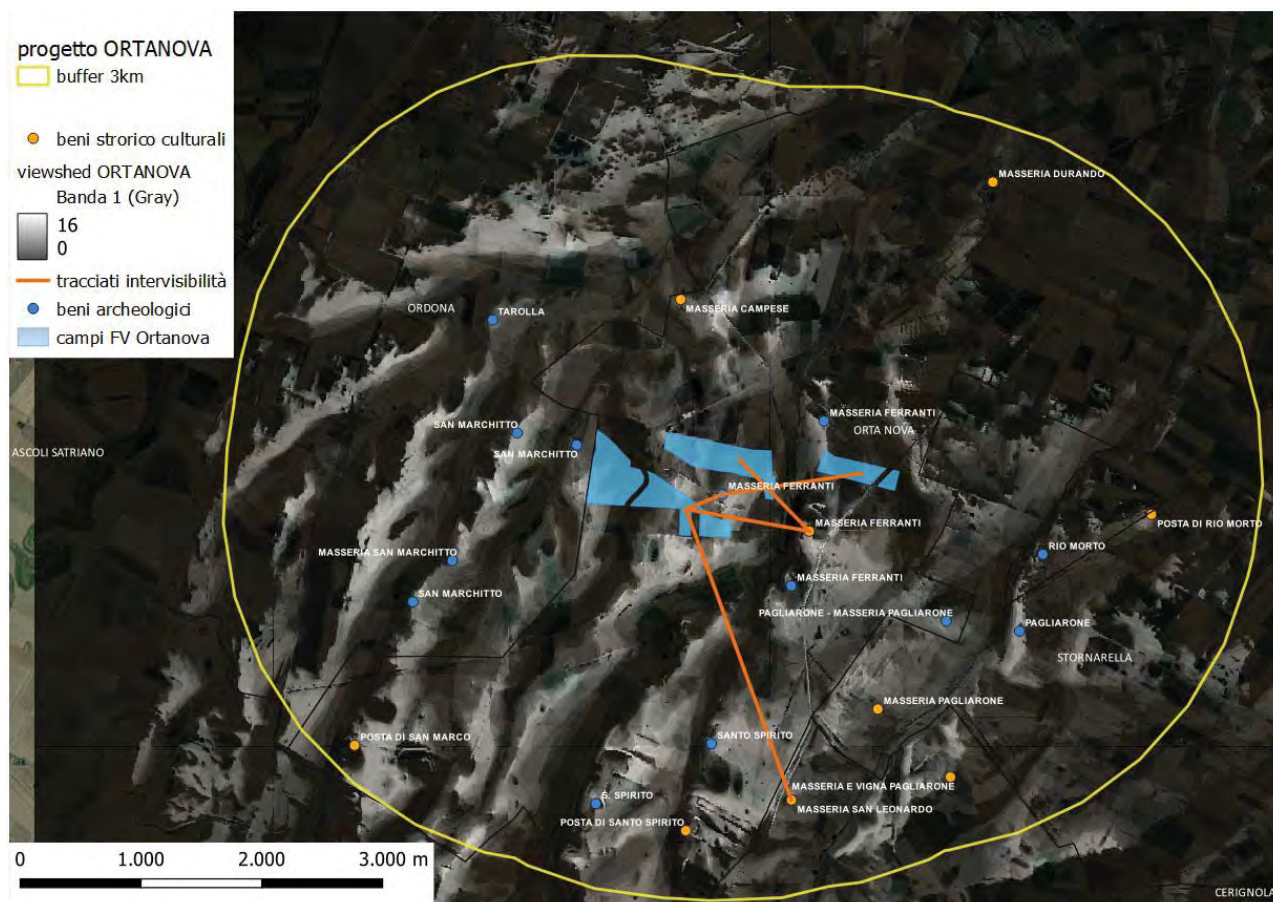 progetto ORTANOVA
buffer 3km
beni strorico culturali
viewshed ORTANOVA
Banda 1 (Gray)
16
0
tracciati intervisibilità
beni archeologici
campi FV Ortanova
MASSERIA DURANDO
MASSERIA CAMPESE
ORDONA
TAROLLA
MASSERIA FERRANTI
SAN MARCHITTO
ORTA NOVA
SAN MARCHITTO
ASCOLI SATRIANO
MASSERIA FERRANTI
MASSERIA FERRANTI
POSTA DI RIO MORTO
MASSERIA SAN MARCHITTO
RIO MORTO
MASSERIA FERRANTI
SAN MARCHITTO
PAGLIARONE - MASSERIA PAGLIARONE
PAGLIARONE
STORNARELLA
MASSERIA PAGLIARONE
POSTA DI SAN MARCO
SANTO SPIRITO
MASSERIA E VIGNA PAGLIARONE
S. SPIRITO
MASSERIA SAN LEONARDO
POSTA DI SANTO SPIRITO
0 1.000 2.000 3.000 m
CERIGNOLA